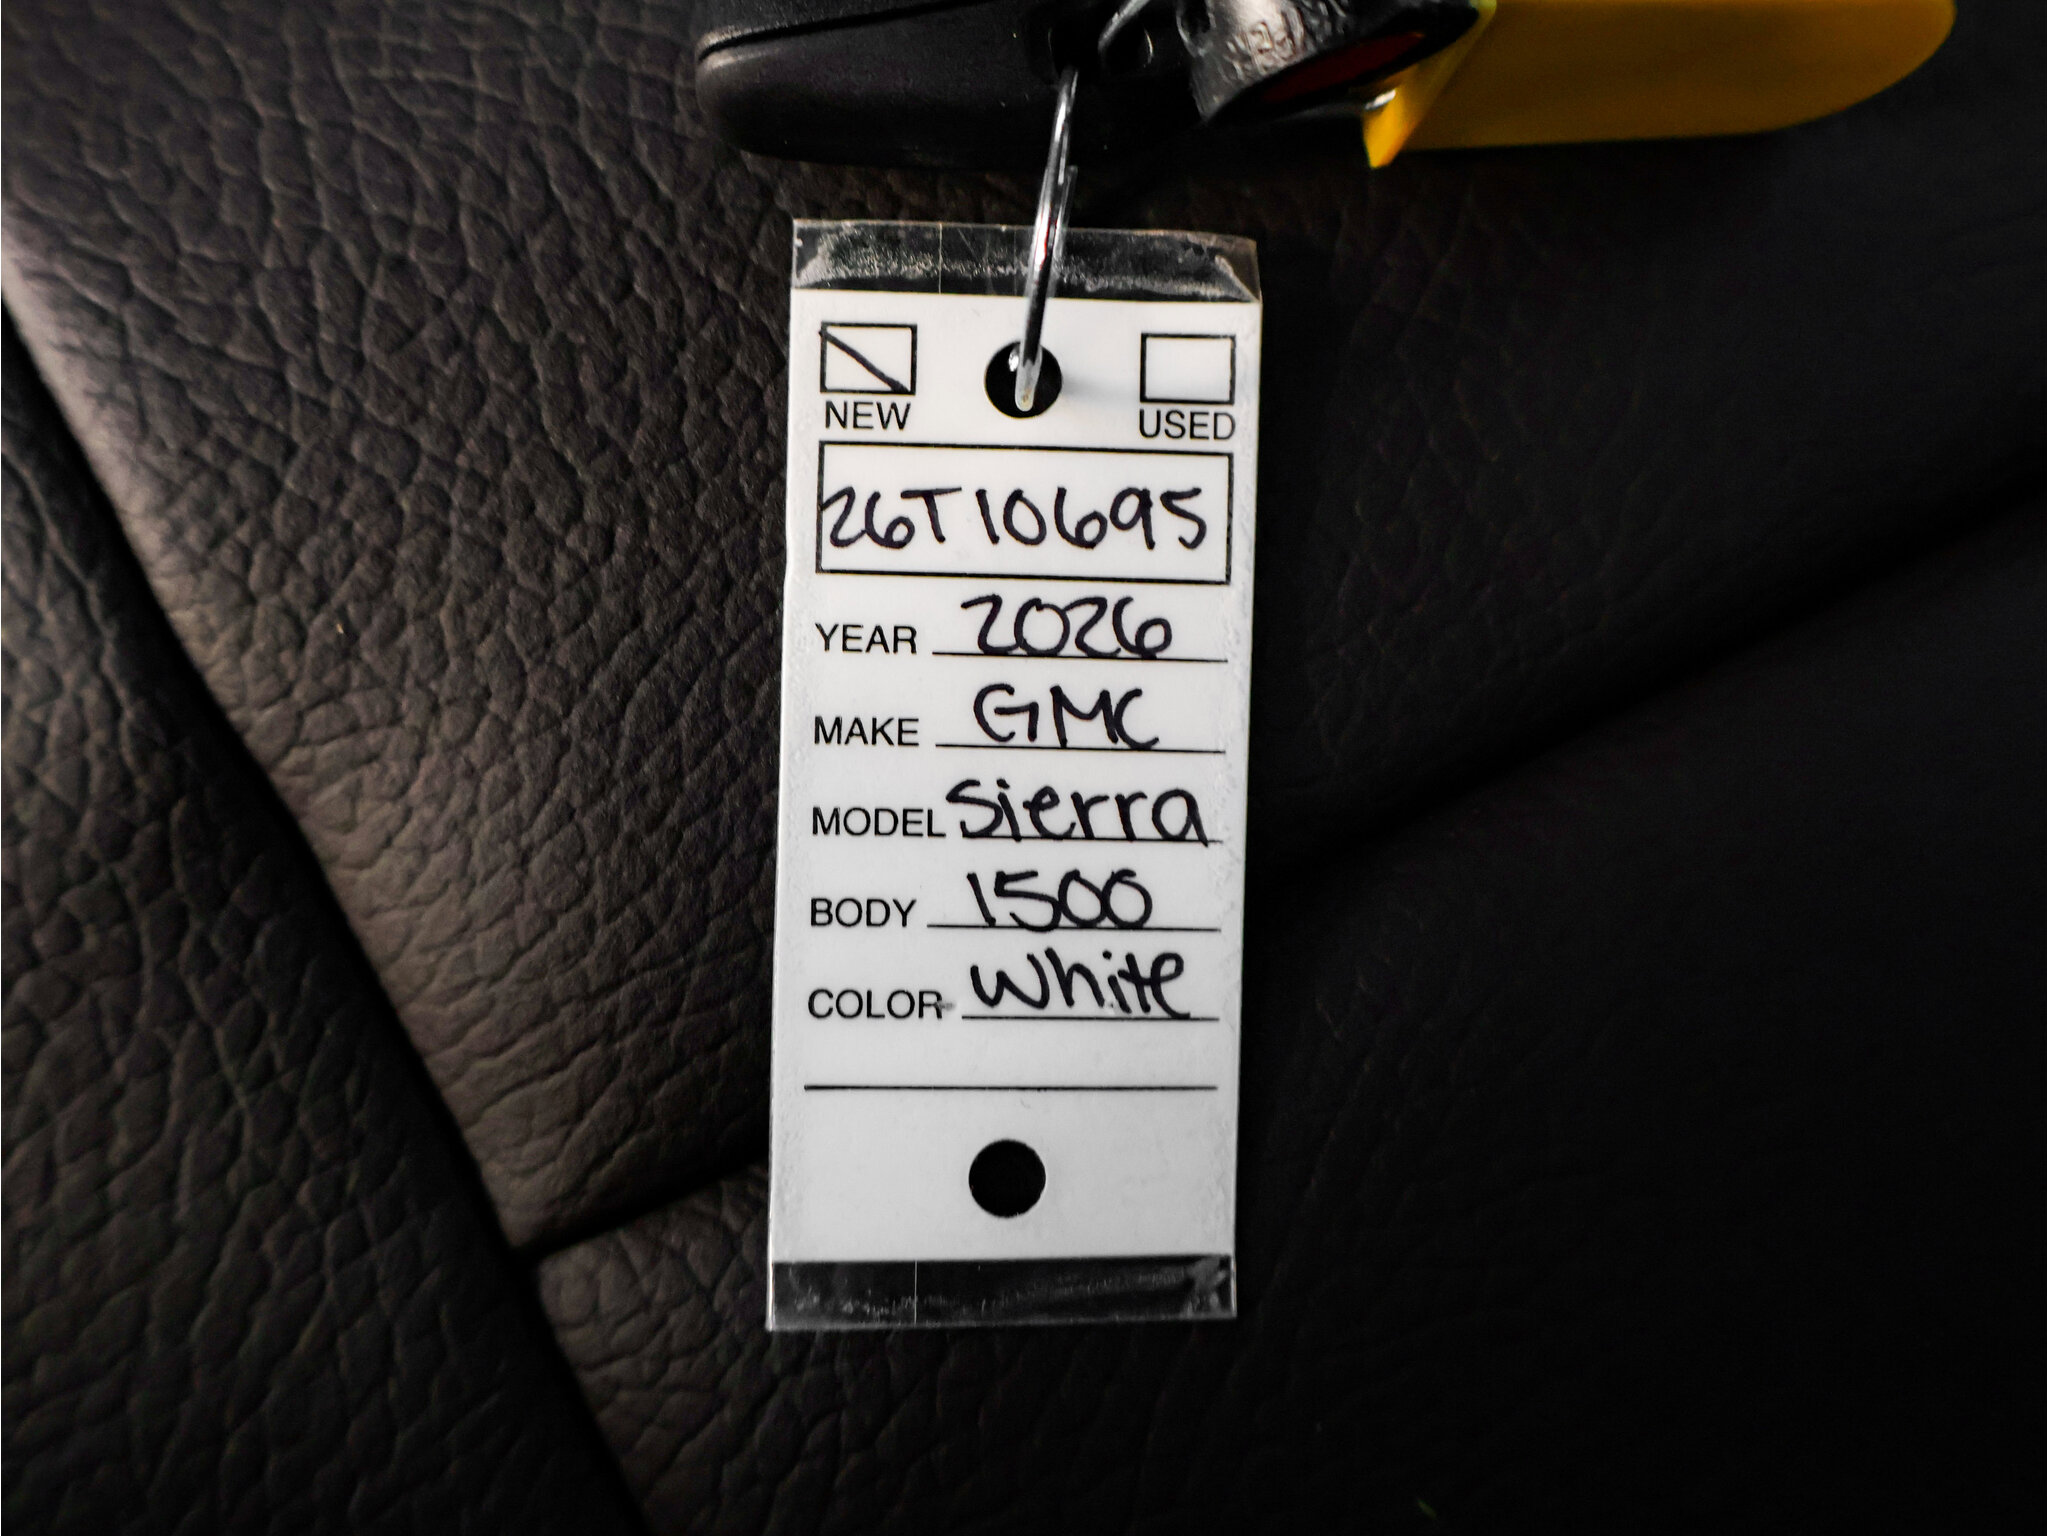 NEW USED
26T10695
YEAR 2026
MAKE GMC
MODEL Sierra
BODY 1500
COLOR White